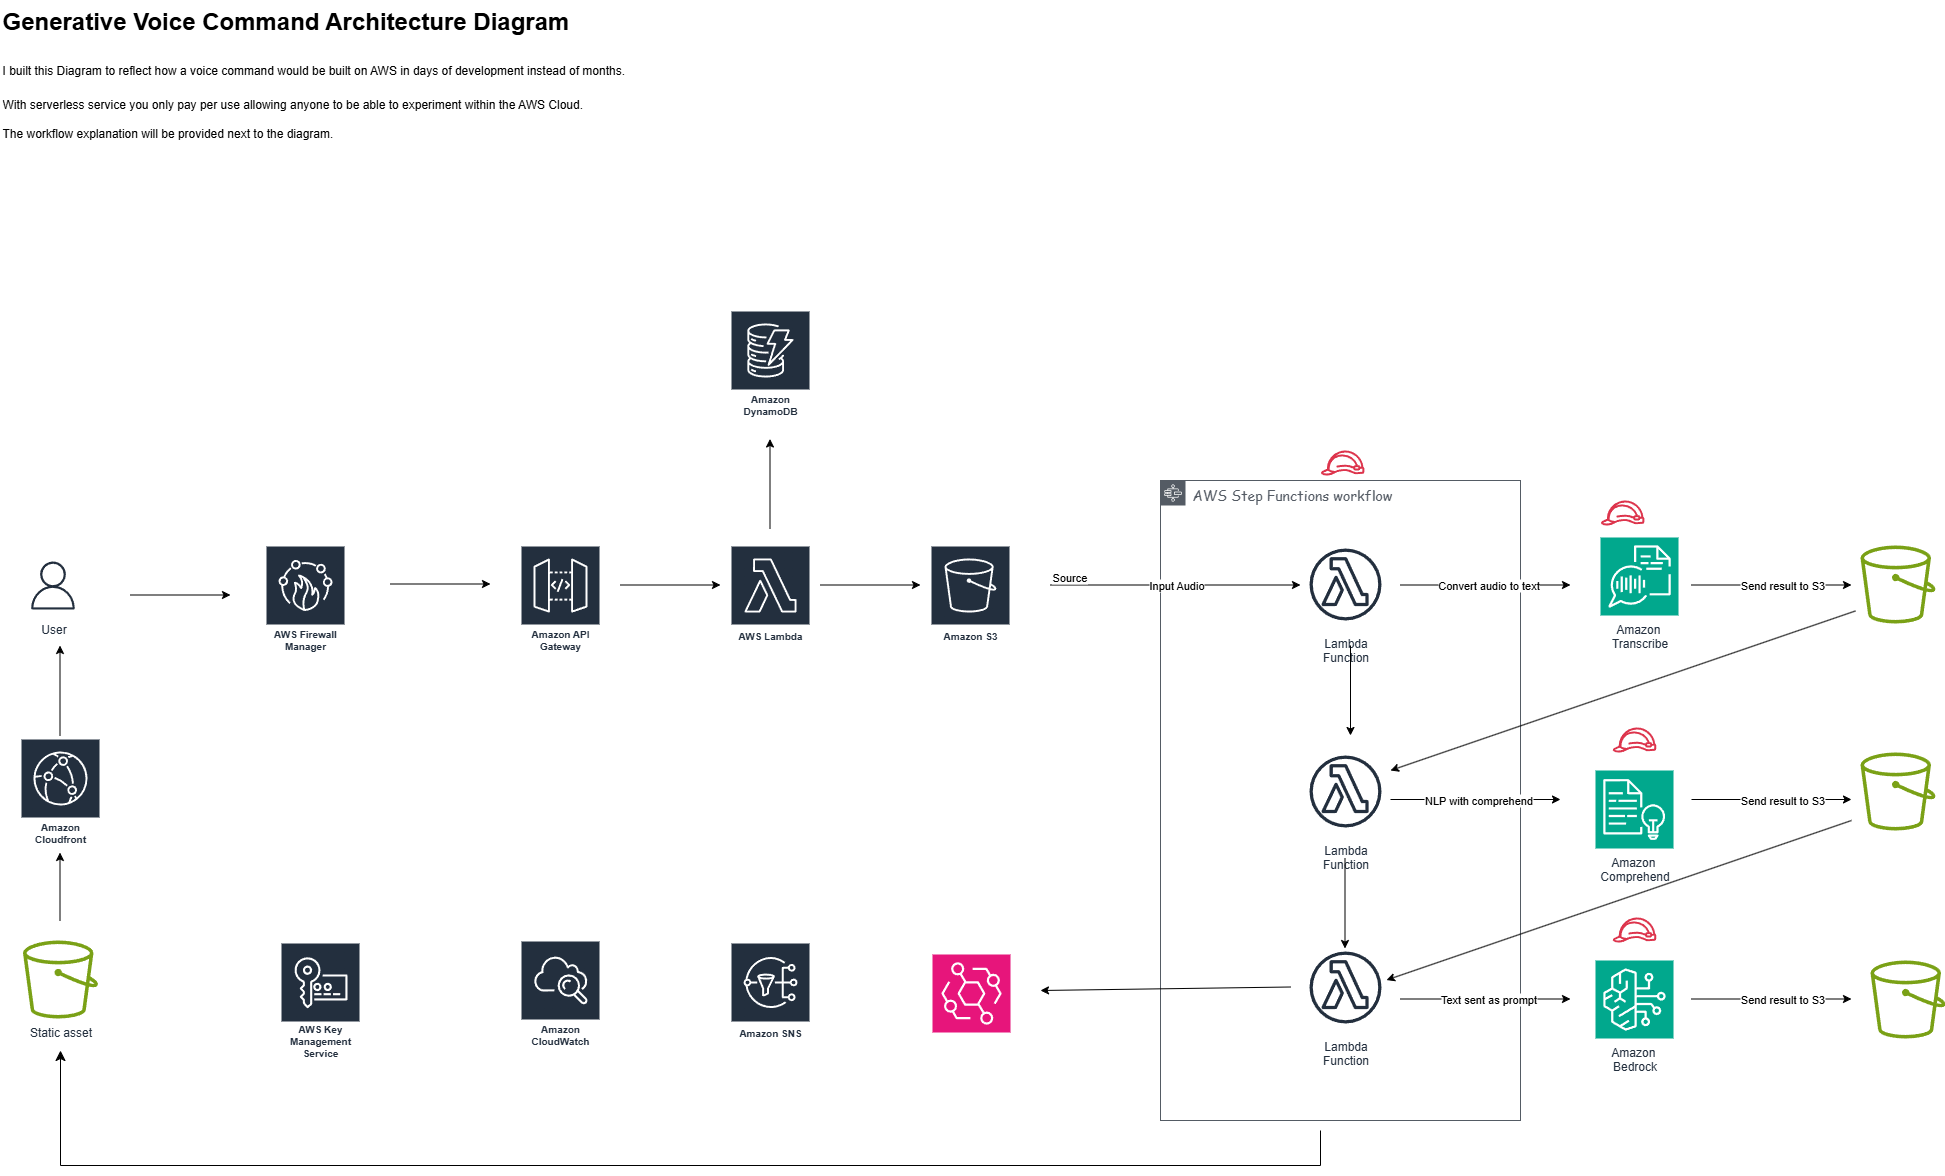 Generative Voice Command Architecture Diagram
I built this Diagram to reflect how a voice command would be built on AWS in days of development instead of months.
With serverless service you only pay per use allowing anyone to be able to experiment within the AWS Cloud.
The workflow explanation will be provided next to the diagram.
Amazon
DynamoDB
AWS Step Functions workflow
User
AWS Firewall
Manager
Amazon API
Gateway
AWS Lambda
Amazon S3
Source
Input Audio
Lambda
Function
Convert audio to text
Amazon
Transcribe
Send result to S3
Amazon
Cloudfront
Lambda
Function
NLP with comprehend
Amazon
Comprehend
Send result to S3
Static asset
AWS Key
Management
Service
Amazon
CloudWatch
Amazon SNS
Lambda
Function
Text sent as prompt
Amazon
Bedrock
Send result to S3